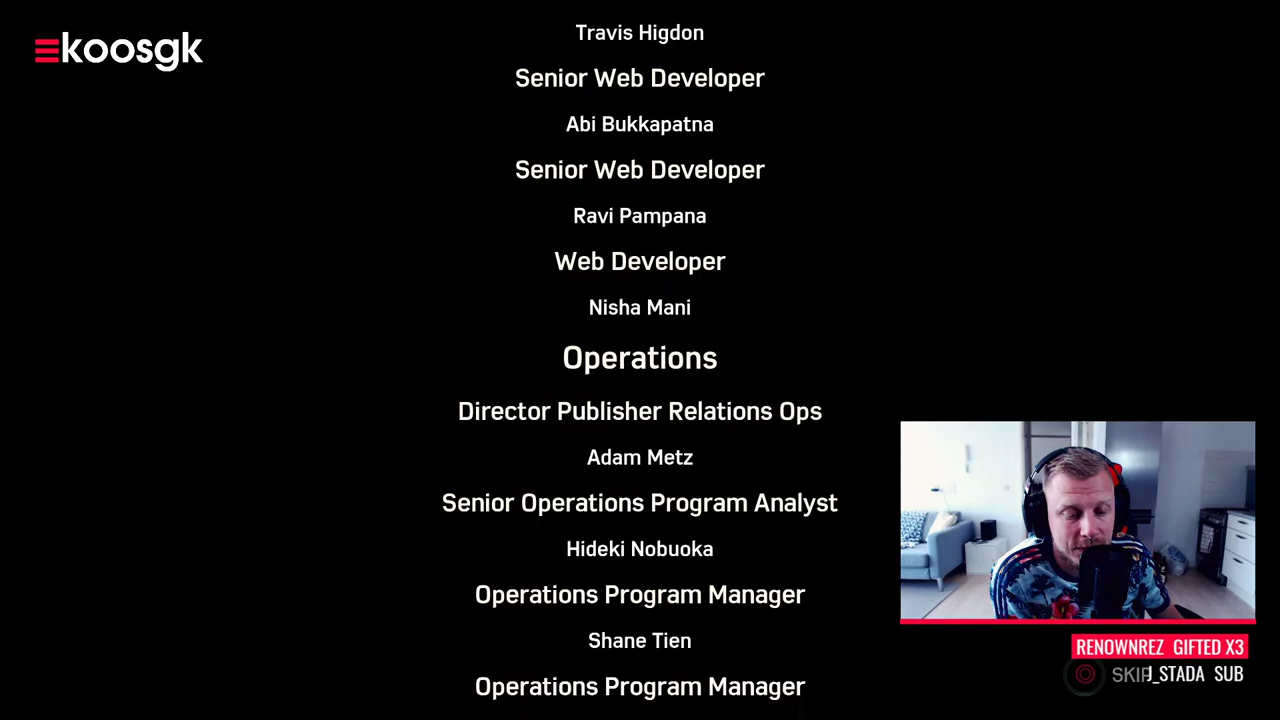 koosgk
Travis Higdon
Senior Web Developer
Abi Bukkapatna
Senior Web Developer
Ravi Pampana
Web Developer
Nisha Mani
Operations
Director Publisher Relations Ops
Adam Metz
Senior Operations Program Analyst
Hideki Nobuoka
Operations Program Manager
Shane Tien
Operations Program Manager
RENOWNREZ GIFTED X3
SKIP
J_STADA SUB